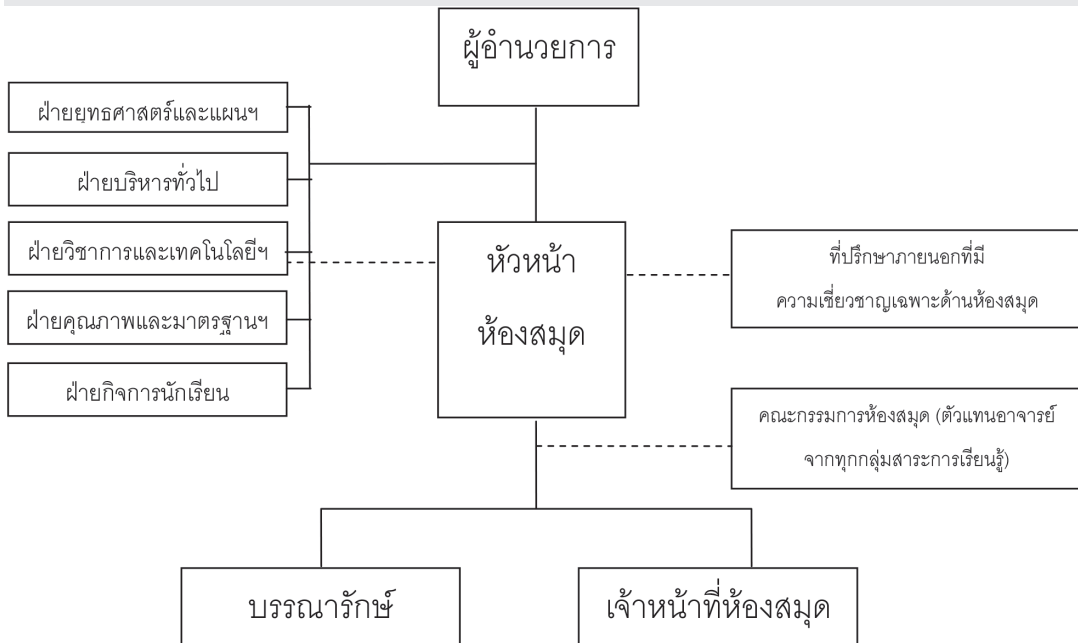 ผู้อำนวยการ
ฝ่ายยุทธศาสตร์และแผนฯ
ฝ่ายบริหารทั่วไป
ฝ่ายวิชาการและเทคโนโลยีฯ
ฝ่ายคุณภาพและมาตรฐานฯ
ฝ่ายกิจการนักเรียน
หัวหน้า
ห้องสมุด
ที่ปรึกษาภายนอกที่มี
ความเชี่ยวชาญเฉพาะด้านห้องสมุด
คณะกรรมการห้องสมุด (ตัวแทนอาจารย์
จากทุกกลุ่มสาระการเรียนรู้)
บรรณารักษ์
เจ้าหน้าที่ห้องสมุด